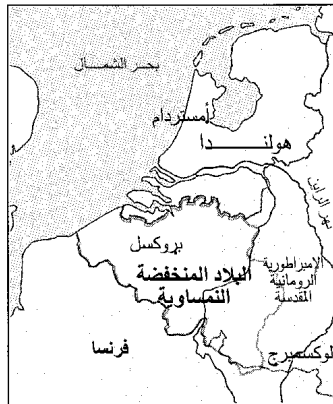 بحر الشمال
أمستردام
هولندا
نهر الراين
بروكسل
البلاد المنخفضة
النمساوية
الإمبراطورية
الرومانية
المقدسة
فرنسا
لوكسمبرج